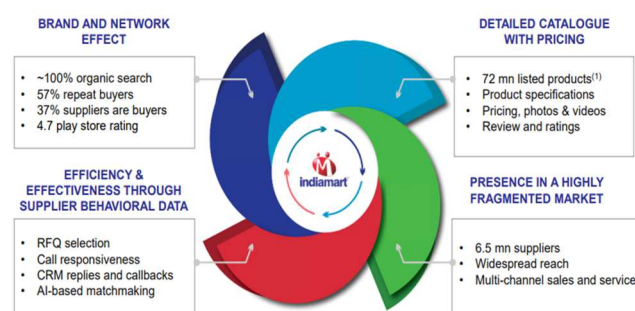 BRAND AND NETWORK
EFFECT
• ~100% organic search
• 57% repeat buyers
• 37% suppliers are buyers
• 4.7 play store rating
DETAILED CATALOGUE
WITH PRICING
• 72 mn listed products(1)
• Product specifications
• Pricing, photos & videos
• Review and ratings
indiamart
EFFICIENCY &
EFFECTIVENESS THROUGH
SUPPLIER BEHAVIORAL DATA
• RFQ selection
• Call responsiveness
• CRM replies and callbacks
• AI-based matchmaking
PRESENCE IN A HIGHLY
FRAGMENTED MARKET
• 6.5 mn suppliers
• Widespread reach
• Multi-channel sales and service